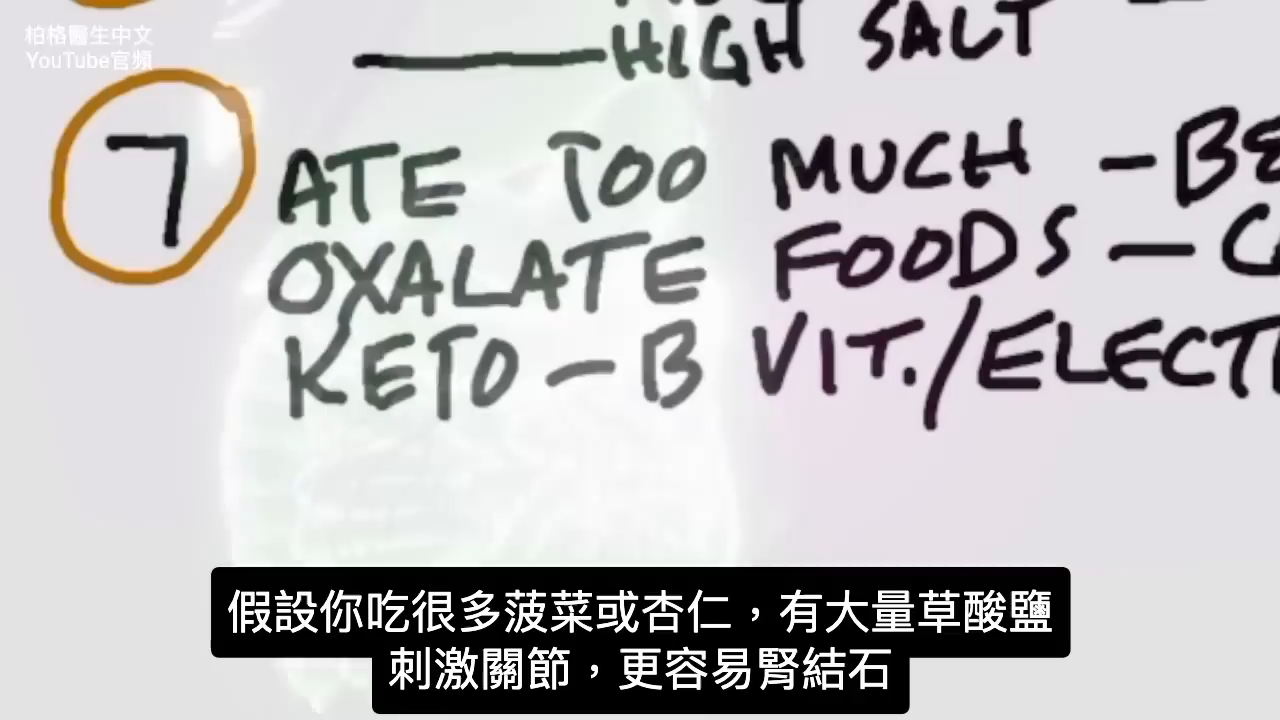 柏格醫生中文
YouTube官頻
HIGH SALT
7 ATE TOO MUCH -
OXALATE FOODS -
KETO - B VIT./
假設你吃很多菠菜或杏仁，有大量草酸鹽
刺激關節，更容易腎結石